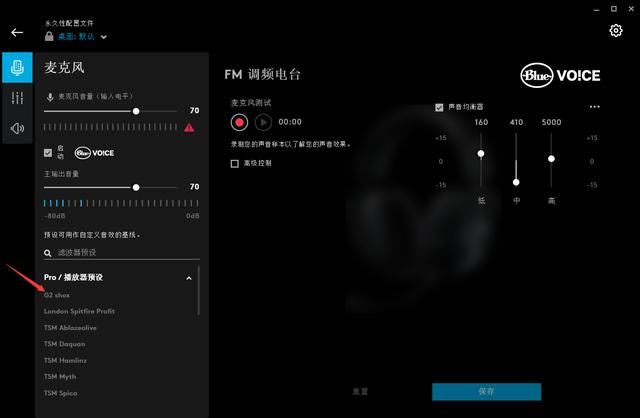 永久性配置文件
桌面: 默认
麦克风
麦克风音量（输入电平）
70
启动
Blue VO!CE
主输出音量
70
-80dB
0dB
预设可用作自定义音效的基线。
滤波器预设
Pro / 播放器预设
G2 shox
London Spitfire Profit
TSM Ablazeolive
TSM Daquan
TSM Hamlinz
TSM Myth
TSM Spica
FM 调频电台
Blue VO!CE
麦克风测试
00:00
录制您的声音样本以了解您的声音效果。
高级控制
声音均衡器
160
410
5000
+15
+15
0
0
-15
-15
低
中
高
重置
保存